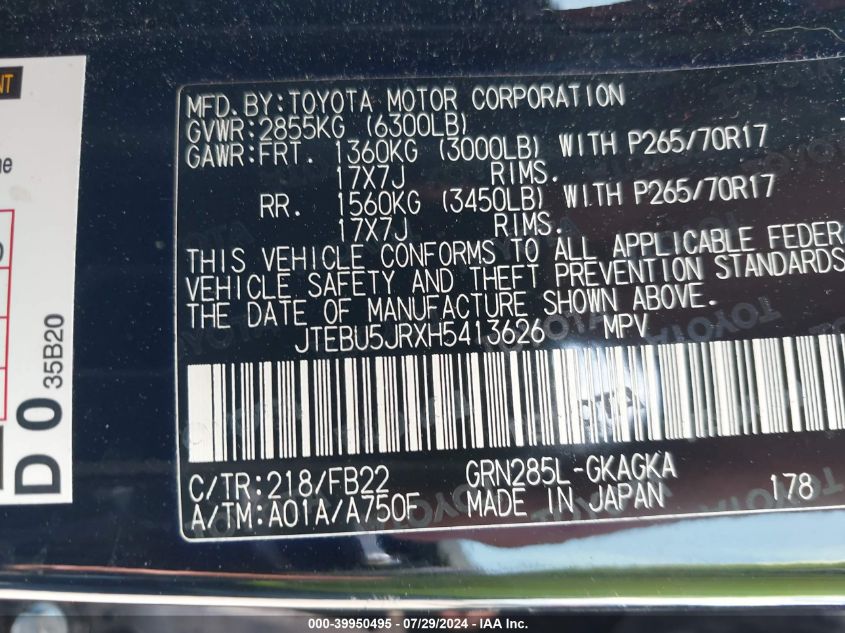 NT
ne
D 0 35B20
MFD.BY:TOYOTA MOTOR CORPORATION
GVWR:2855KG (6300LB)
GAWR:FRT. 1360KG (3000LB) WITH P265/70R17
17X7J RIMS.
RR. 1560KG (3450LB) WITH P265/70R17
17X7J RIMS.
THIS VEHICLE CONFORMS TO ALL APPLICABLE FEDER
VEHICLE SAFETY AND THEFT PREVENTION STANDARDS
THE DATE OF MANUFACTURE SHOWN ABOVE.
JTEBU5JRXH5413626 MPV
C/TR:218/FB22 GRN285L-GKAGKA
A/TM:A01A/A750F MADE IN JAPAN 178
000-39950495 - 07/29/2024 - IAA Inc.